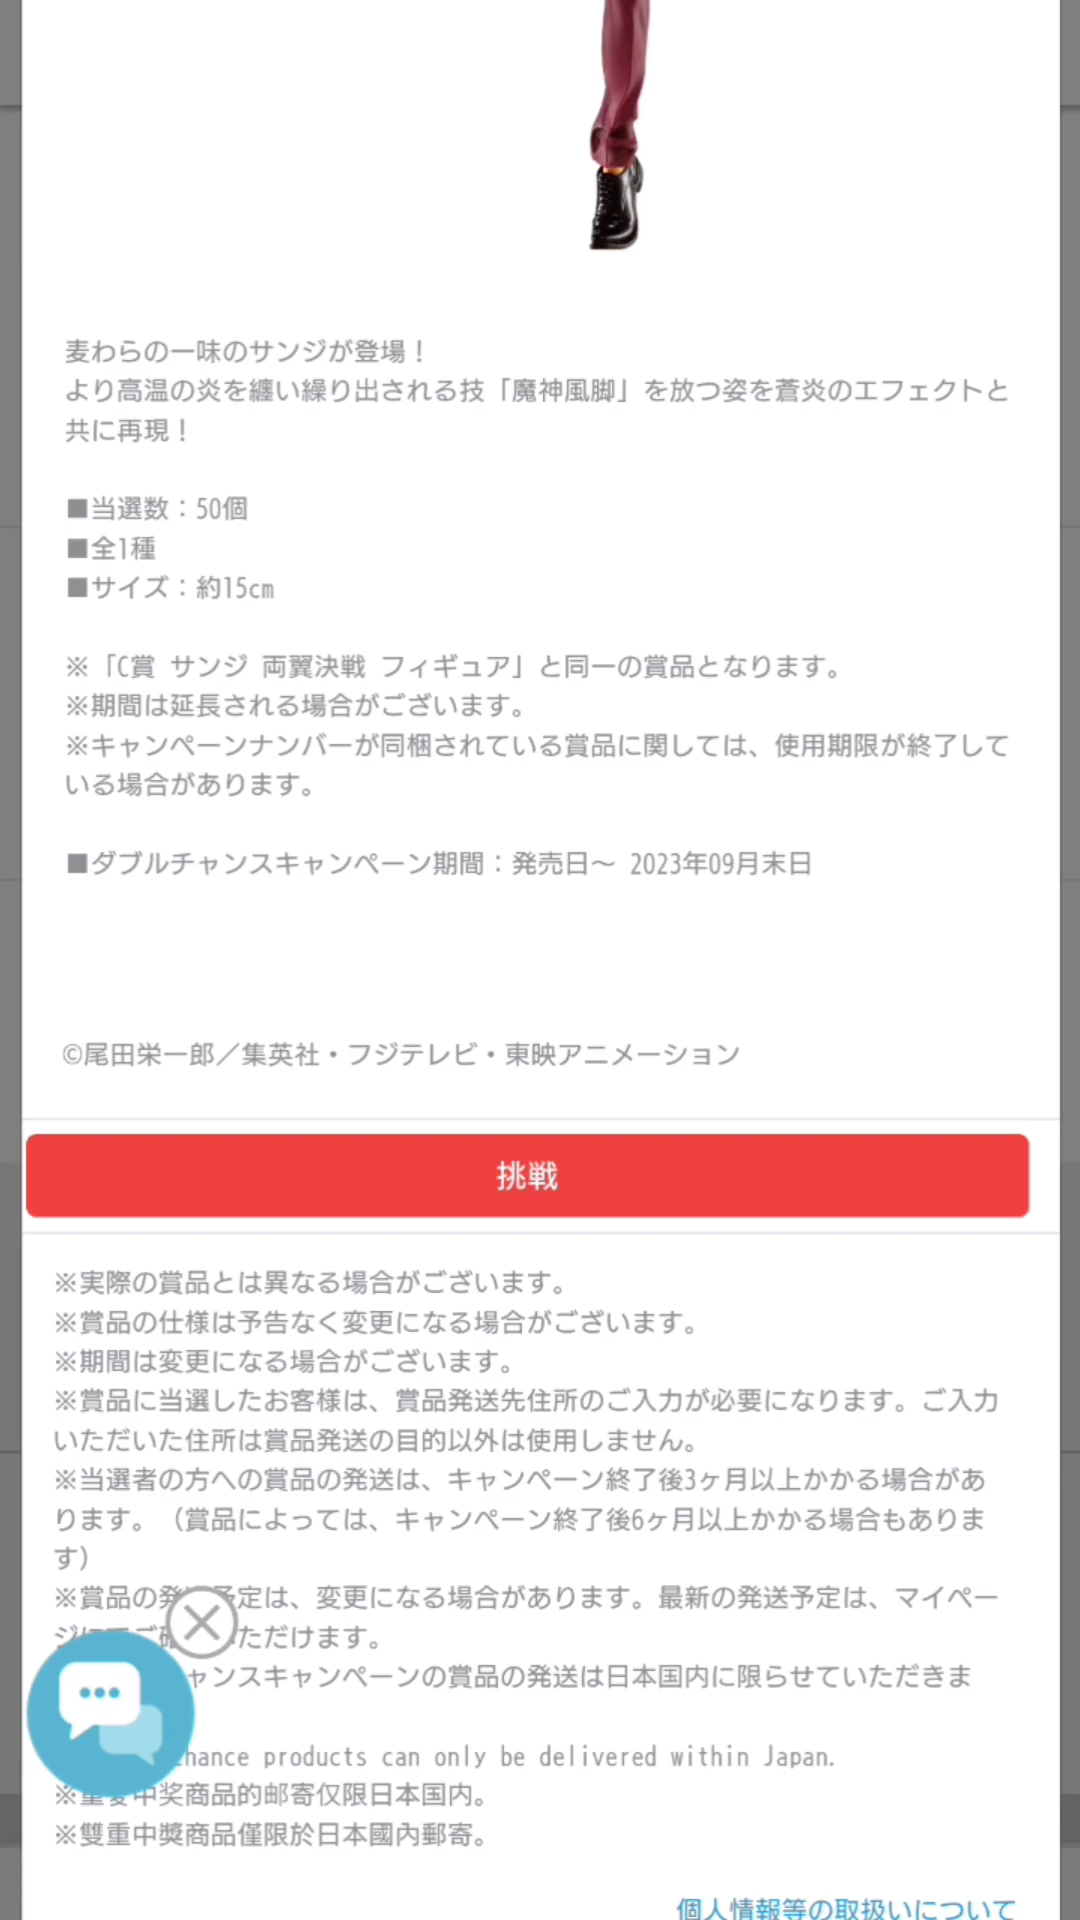 麦わらの一味のサンジが登場！
より高温の炎を纏い繰り出される技「魔神風脚」を放つ姿を蒼炎のエフェクトと
共に再現！
■当選数：50個
■全1種
■サイズ：約15cm
※「C賞 サンジ 両翼決戦 フィギュア」と同一の賞品となります。
※期間は延長される場合がございます。
※キャンペーンナンバーが同梱されている賞品に関しては、使用期限が終了して
いる場合があります。
■ダブルチャンスキャンペーン期間：発売日～ 2023年09月末日
©尾田栄一郎／集英社・フジテレビ・東映アニメーション
挑戦
※実際の賞品とは異なる場合がございます。
※賞品の仕様は予告なく変更になる場合がございます。
※期間は変更になる場合がございます。
※賞品に当選したお客様は、賞品発送先住所のご入力が必要になります。ご入力
いただいた住所は賞品発送の目的以外は使用しません。
※当選者の方への賞品の発送は、キャンペーン終了後3ヶ月以上かかる場合があ
ります。（賞品によっては、キャンペーン終了後6ヶ月以上かかる場合もありま
す）
※賞品の発 予定は、変更になる場合があります。最新の発送予定は、マイペー
ただけます。
ャンスキャンペーンの賞品の発送は日本国内に限らせていただきま
products can only be delivered within Japan.
中奖商品的邮寄仅限日本国内。
※雙重中獎商品僅限於日本國內郵寄。
個人情報等の取扱いについて